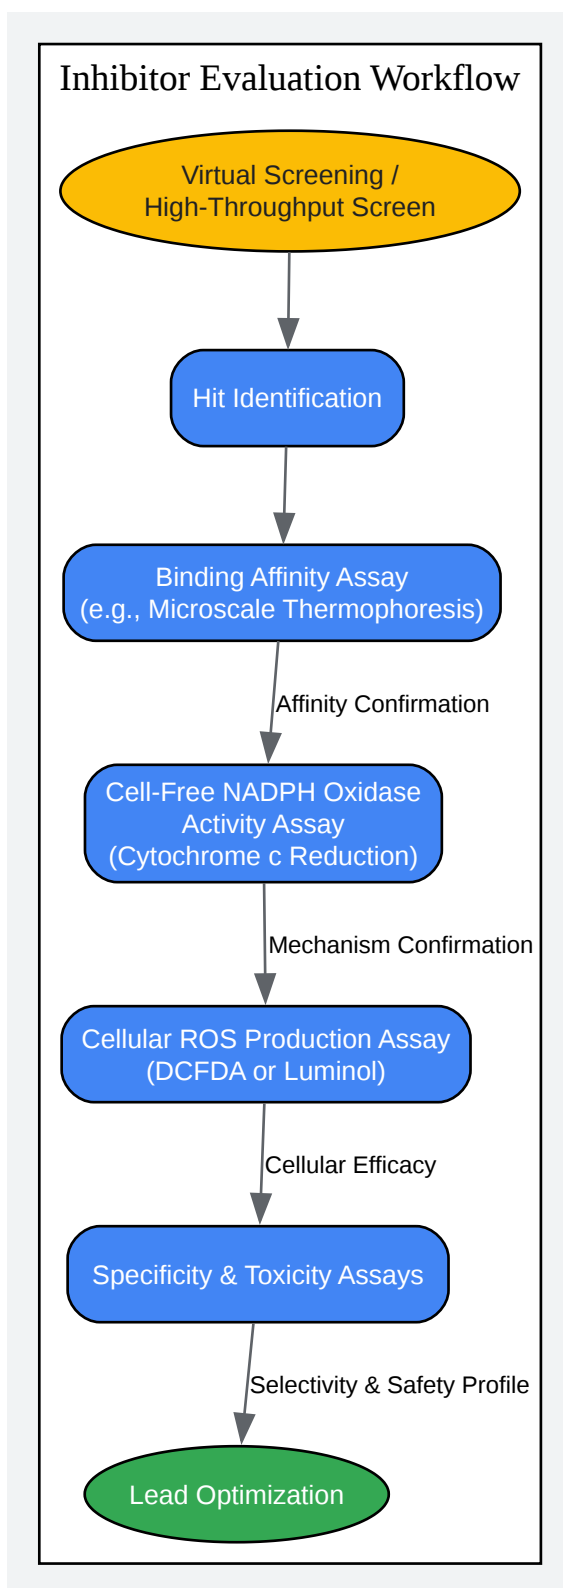 Inhibitor Evaluation Workflow
Virtual Screening /
High-Throughput Screen
Hit Identification
Binding Affinity Assay
(e.g., Microscale Thermophoresis)
Affinity Confirmation
Cell-Free NADPH Oxidase
Activity Assay
(Cytochrome c Reduction)
Mechanism Confirmation
Cellular ROS Production Assay
(DCFDA or Luminol)
Cellular Efficacy
Specificity & Toxicity Assays
Selectivity & Safety Profile
Lead Optimization